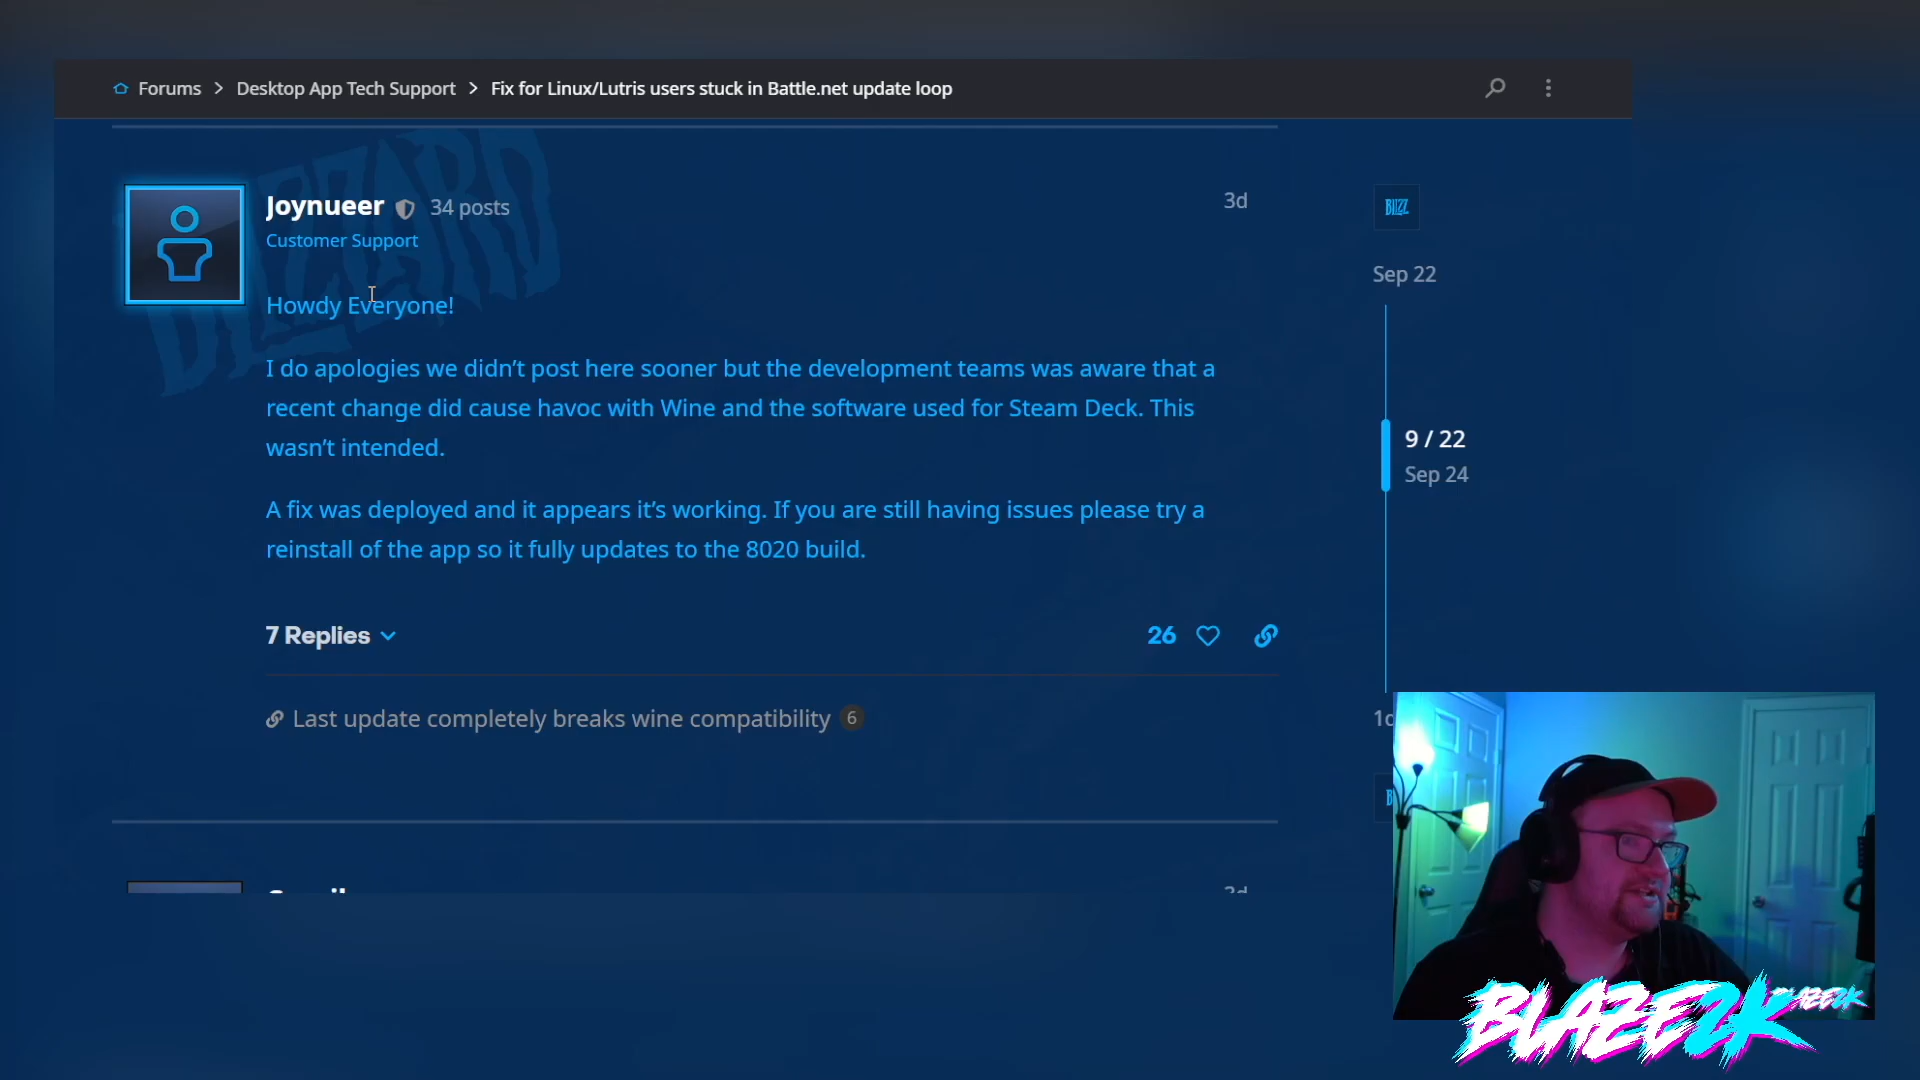 Forums > Desktop App Tech Support > Fix for Linux/Lutris users stuck in Battle.net update loop
BLIZZARD
Joynueer 34 posts
3d
Customer Support
Howdy Everyone!
I do apologies we didn’t post here sooner but the development teams was aware that a
recent change did cause havoc with Wine and the software used for Steam Deck. This
wasn’t intended.
A fix was deployed and it appears it’s working. If you are still having issues please try a
reinstall of the app so it fully updates to the 8020 build.
7 Replies
26
Last update completely breaks wine compatibility 6
3d
BLIZZ
Sep 22
9 / 22
Sep 24
BLAZE2K
BLAZE2K